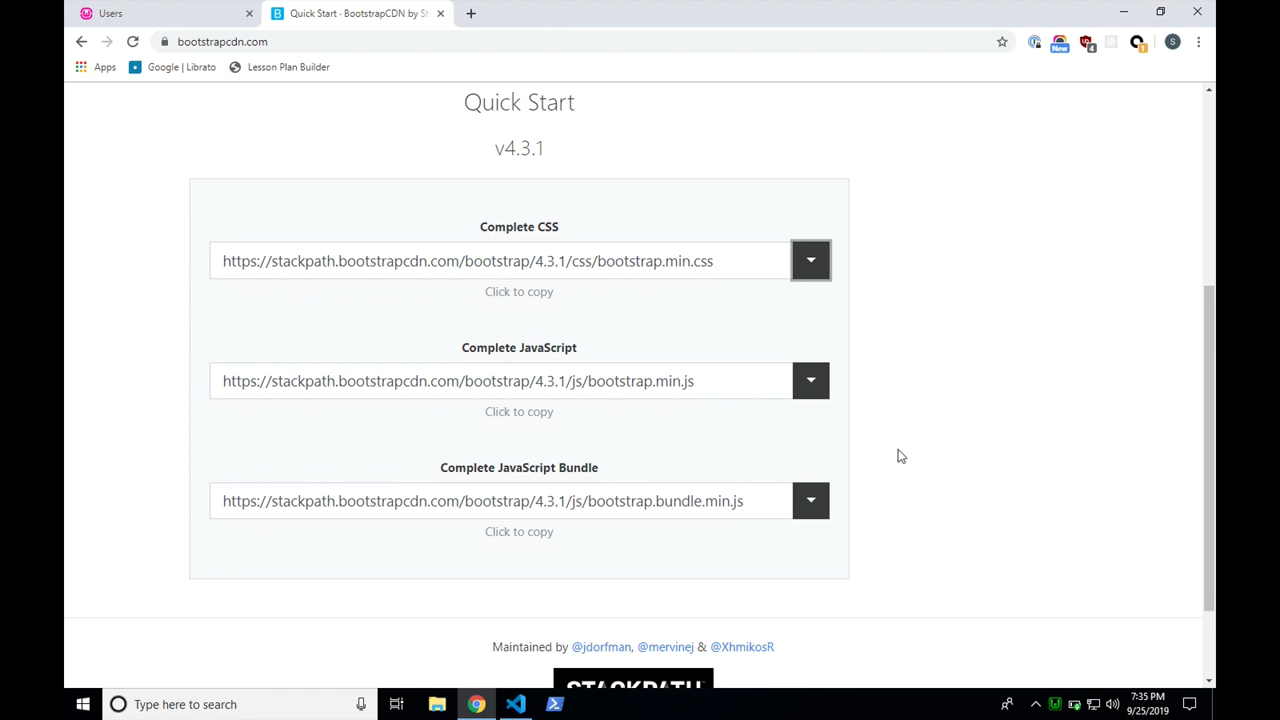 Users
Quick Start · BootstrapCDN by St
bootstrapcdn.com
New
4
1
S
Apps
Google | Librato
Lesson Plan Builder
Quick Start
v4.3.1
Complete CSS
https://stackpath.bootstrapcdn.com/bootstrap/4.3.1/css/bootstrap.min.css
Click to copy
Complete JavaScript
https://stackpath.bootstrapcdn.com/bootstrap/4.3.1/js/bootstrap.min.js
Click to copy
Complete JavaScript Bundle
https://stackpath.bootstrapcdn.com/bootstrap/4.3.1/js/bootstrap.bundle.min.js
Click to copy
Maintained by @jdorfman, @mervinej & @XhmikosR
STACKPATH
Type here to search
7:35 PM
9/25/2019